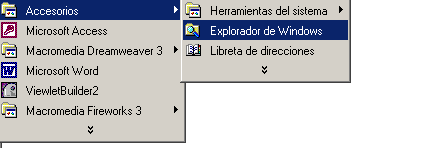 Accesorios
Microsoft Access
Macromedia Dreamweaver 3
Microsoft Word
ViewletBuilder2
Macromedia Fireworks 3
Herramientas del sistema
Explorador de Windows
Libreta de direcciones